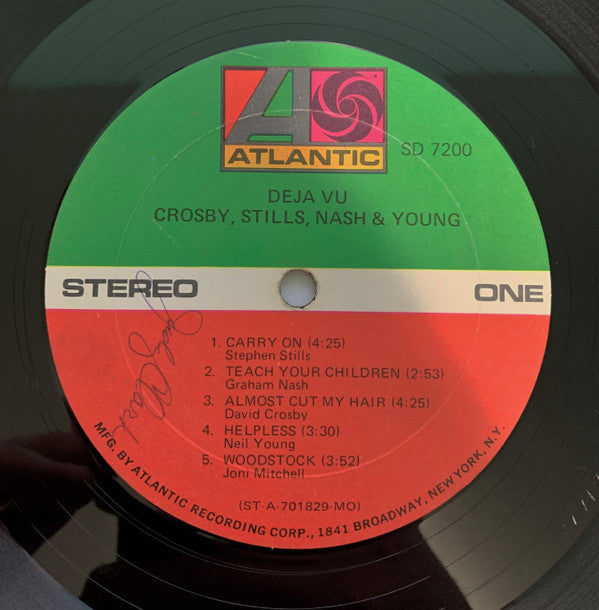 ATLANTIC
SD 7200
DEJA VU
CROSBY, STILLS, NASH & YOUNG
STEREO ONE
1. CARRY ON (4:25)
Stephen Stills
2. TEACH YOUR CHILDREN (2:53)
Graham Nash
3. ALMOST CUT MY HAIR (4:25)
David Crosby
4. HELPLESS (3:30)
Neil Young
5. WOODSTOCK (3:52)
Joni Mitchell
(ST-A-701829-MO)
MFG. BY ATLANTIC RECORDING CORP., 1841 BROADWAY, NEW YORK, N.Y.
Judy